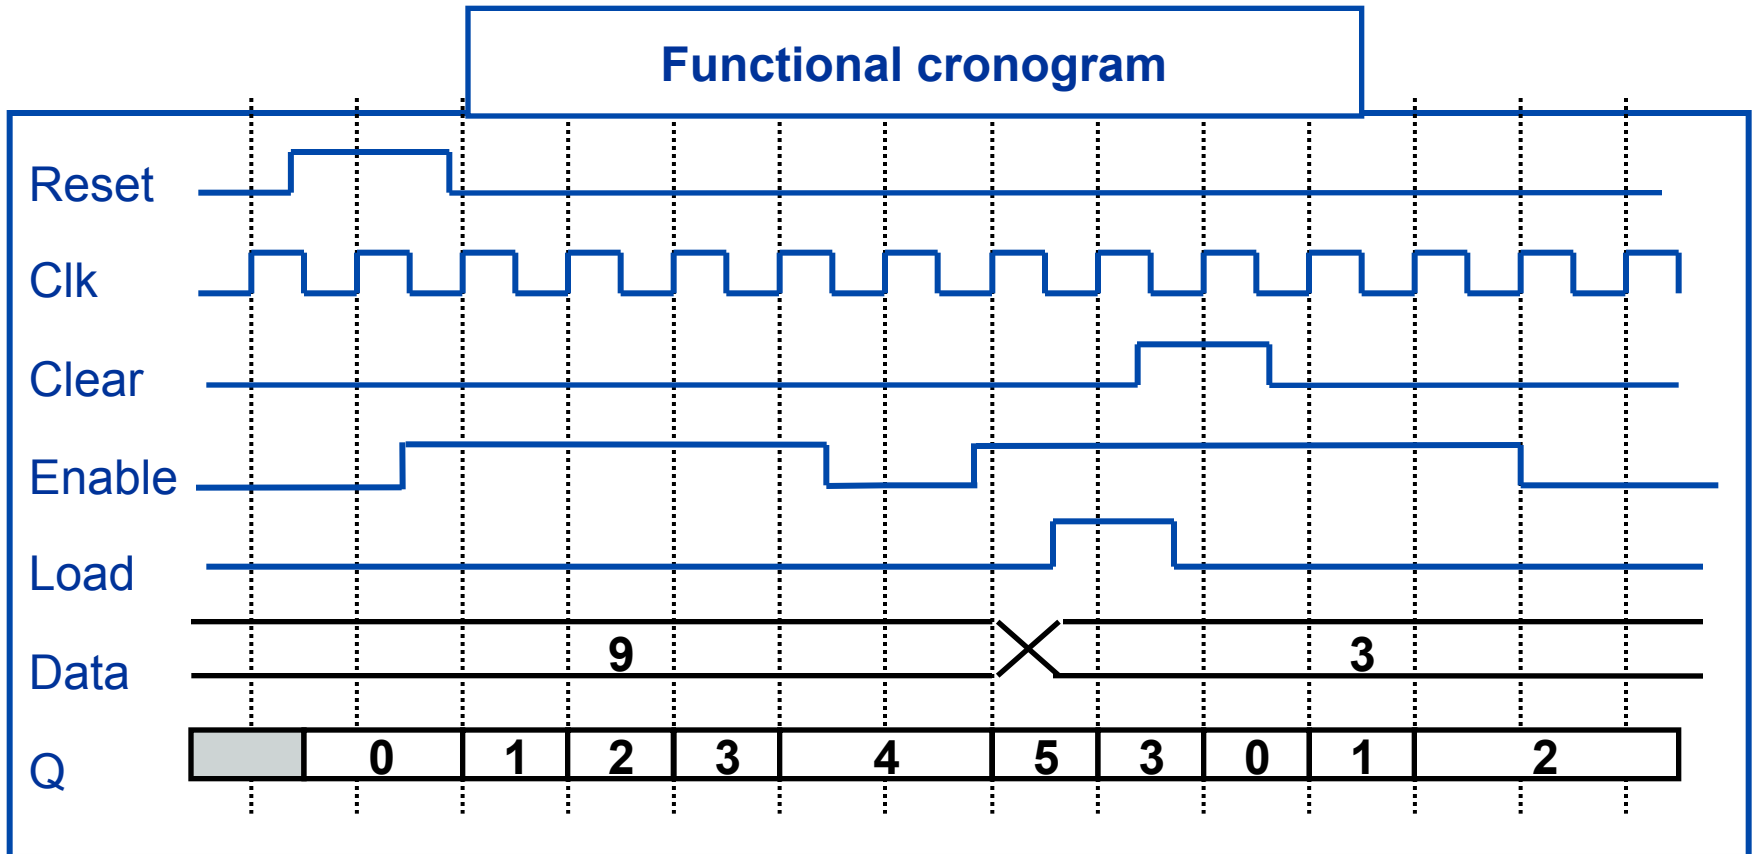 Functional cronogram
Reset
Clk
Clear
Enable
Load
Data 9 3
Q 0 1 2 3 4 5 3 0 1 2